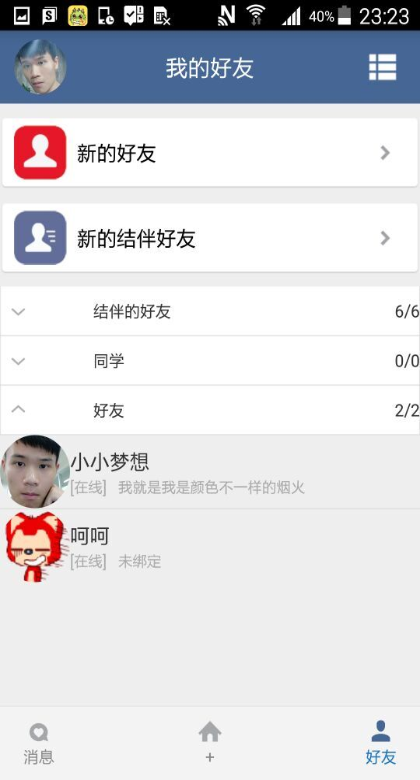 40% 23:23
我的好友
新的好友
新的结伴好友
结伴的好友 6/6
同学 0/0
好友 2/2
小小梦想
[在线] 我就是我是颜色不一样的烟火
呵呵
[在线] 未绑定
消息 + 好友